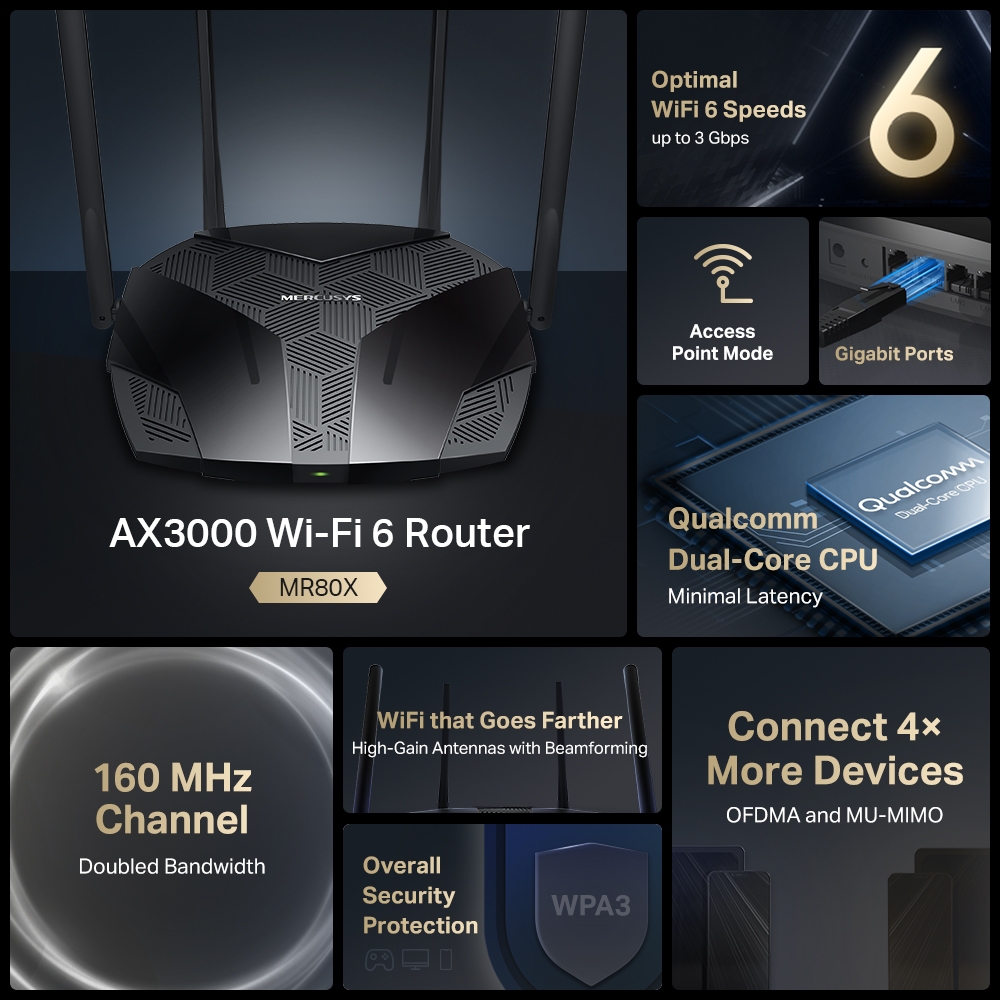 MERCUSYS
AX3000 Wi-Fi 6 Router
MR80X
Optimal
WiFi 6 Speeds
up to 3 Gbps
6
Access
Point Mode
Gigabit Ports
Qualcomm
Dual-Core CPU
Qualcomm
Dual-Core CPU
Minimal Latency
160 MHz
Channel
Doubled Bandwidth
WiFi that Goes Farther
High-Gain Antennas with Beamforming
Overall
Security
Protection
WPA3
Connect 4×
More Devices
OFDMA and MU-MIMO